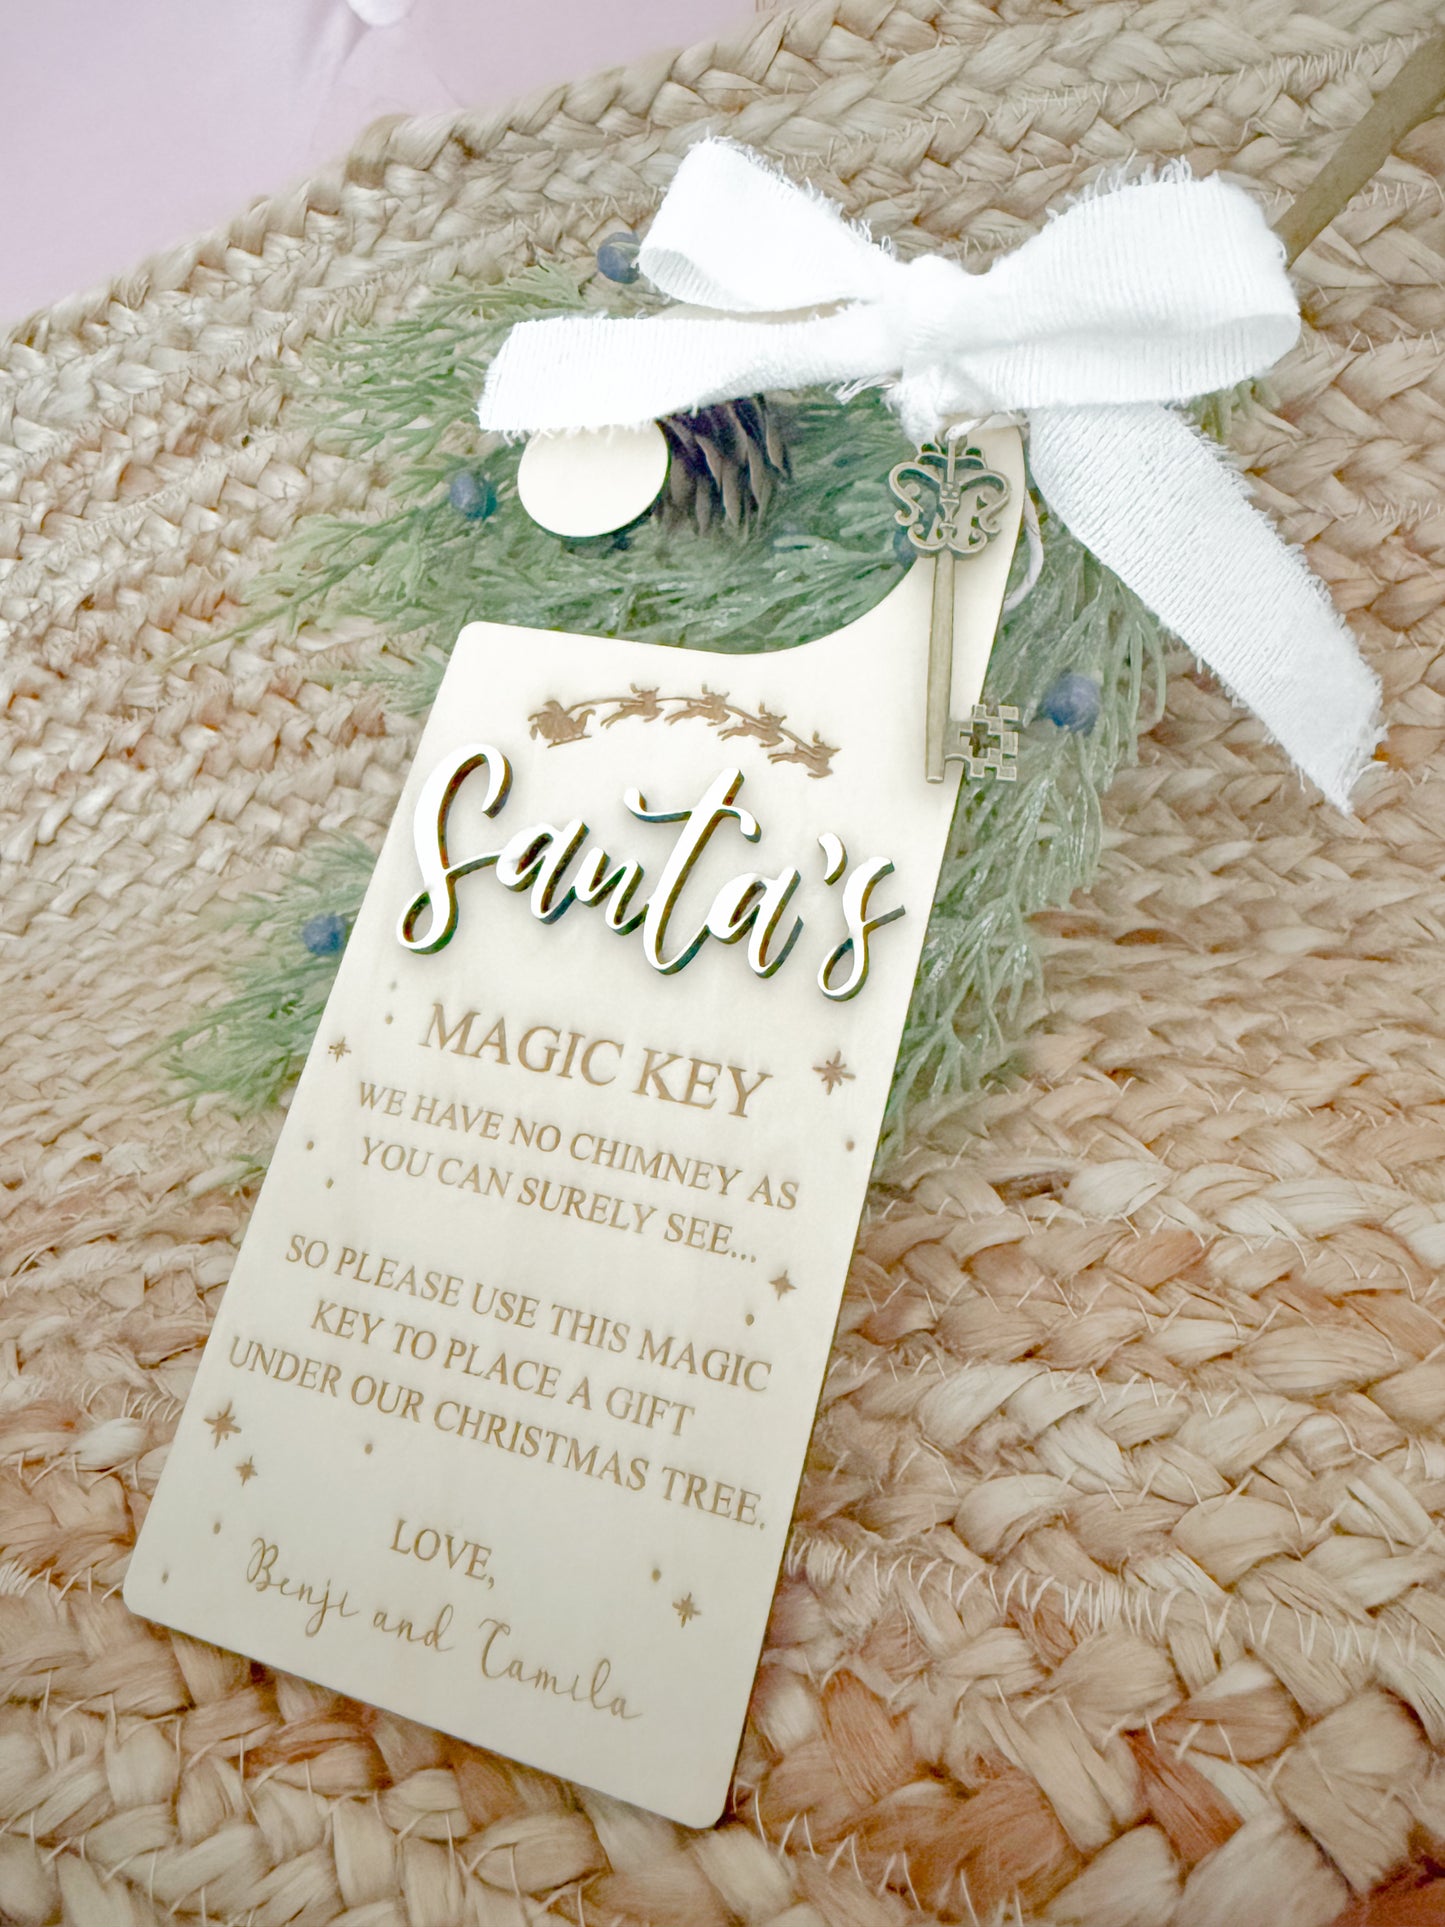 Santa's
MAGIC KEY
WE HAVE NO CHIMNEY AS
YOU CAN SURELY SEE...
SO PLEASE USE THIS MAGIC
KEY TO PLACE A GIFT
UNDER OUR CHRISTMAS TREE.
LOVE,
Benji and Camila